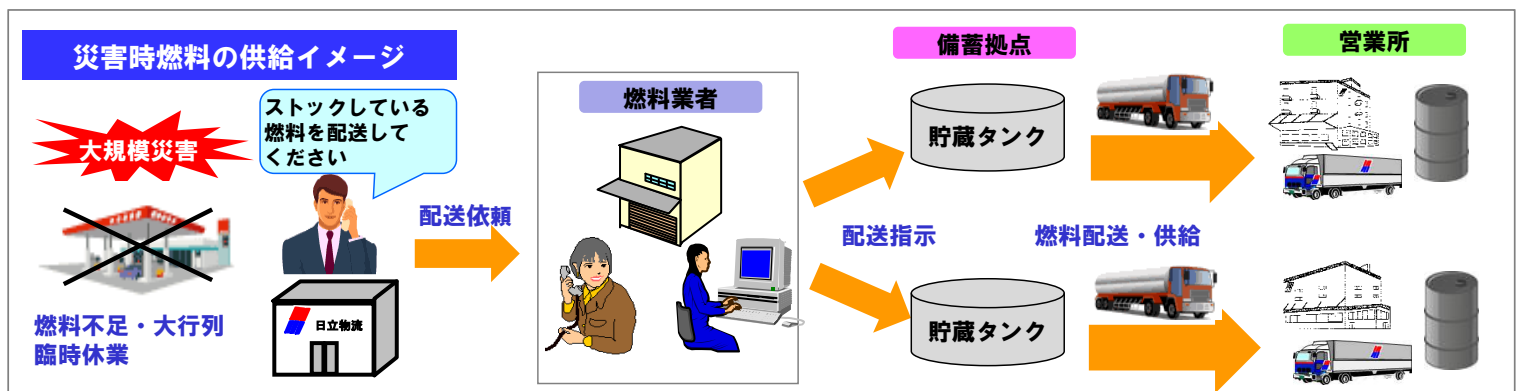 災害時燃料の供給イメージ
大規模災害
ストックしている
燃料を配送して
ください
燃料不足・大行列
臨時休業
日立物流
配送依頼
燃料業者
配送指示
備蓄拠点
貯蔵タンク
貯蔵タンク
燃料配送・供給
営業所